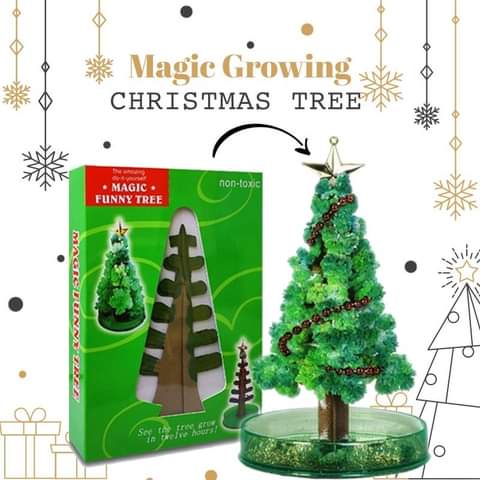 Magic Growing
CHRISTMAS TREE
The amazing
do-it-yourself
• MAGIC •
FUNNY TREE
non-toxic
MAGIC FUNNY TREE
See the tree grow
in twelve hours!